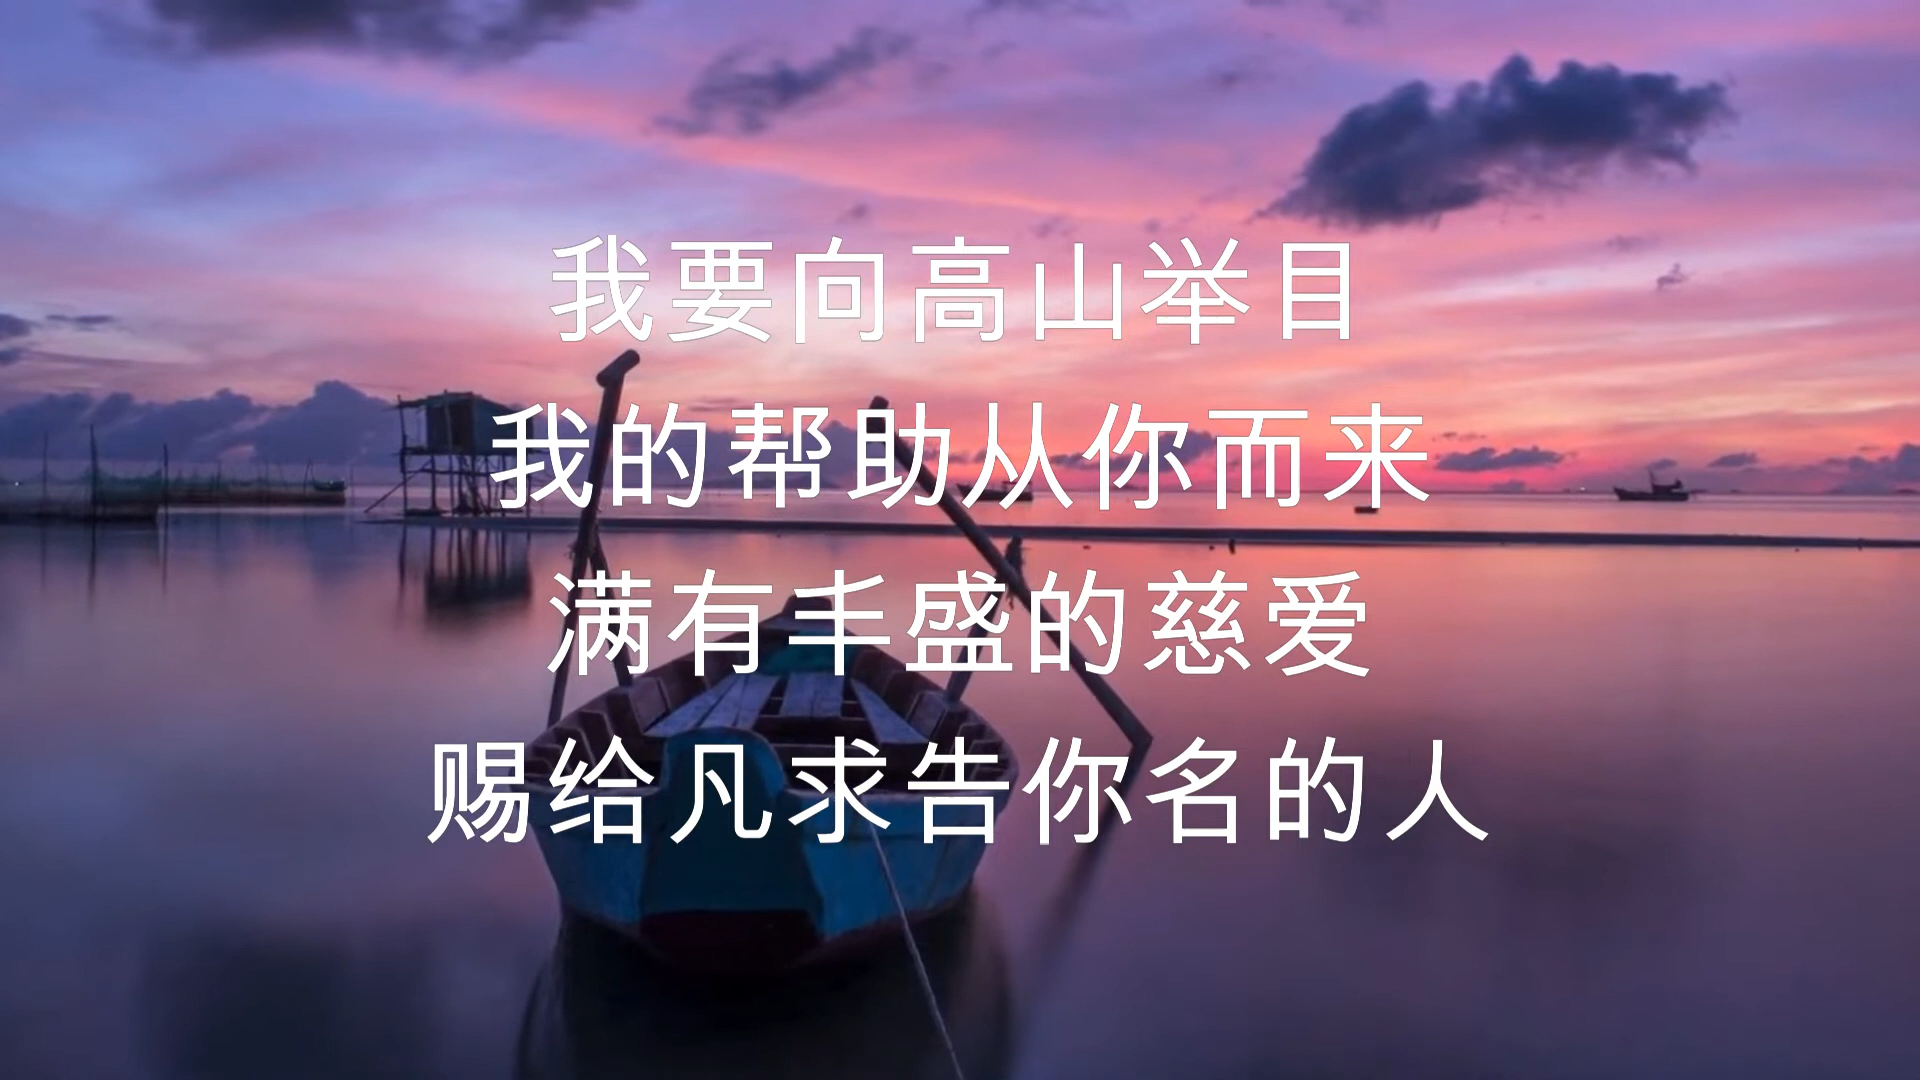 我要向高山举目
我的帮助从你而来
满有丰盛的慈爱
赐给凡求告你名的人